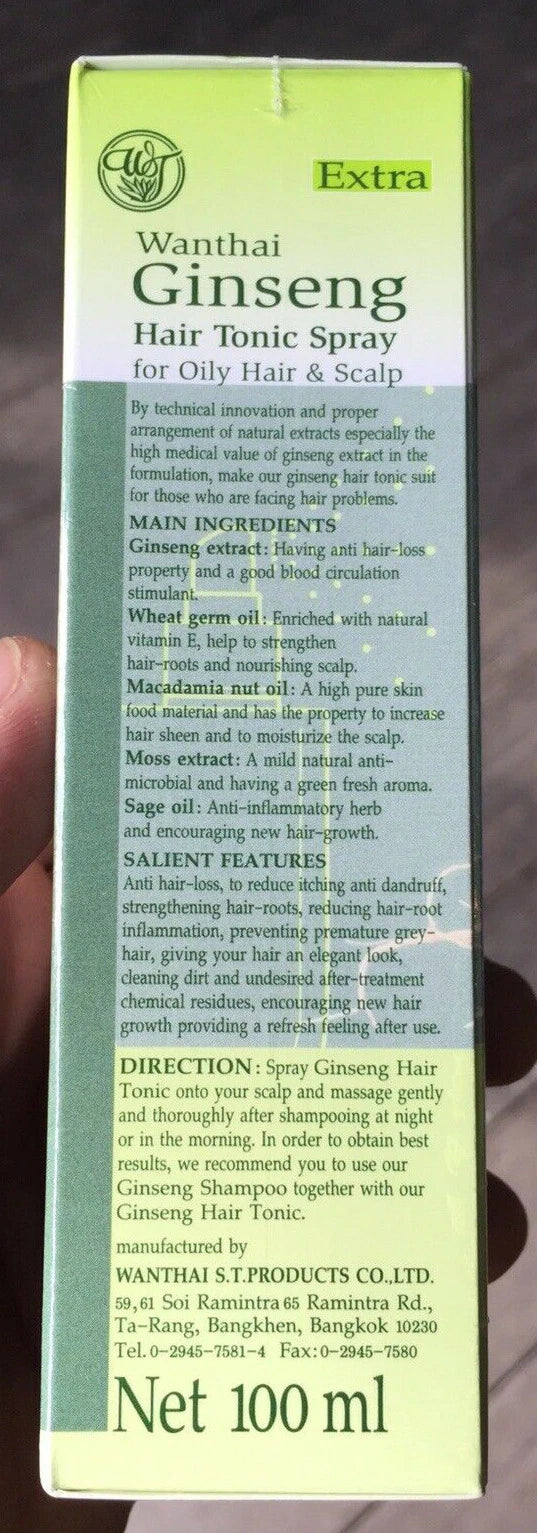 WST
Extra
Wanthai
Ginseng
Hair Tonic Spray
for Oily Hair & Scalp
By technical innovation and proper
arrangement of natural extracts especially the
high medical value of ginseng extract in the
formulation, make our ginseng hair tonic suit
for those who are facing hair problems.
MAIN INGREDIENTS
Ginseng extract: Having anti hair-loss
property and a good blood circulation
stimulant.
Wheat germ oil: Enriched with natural
vitamin E, help to strengthen
hair-roots and nourishing scalp.
Macadamia nut oil: A high pure skin
food material and has the property to increase
hair sheen and to moisturize the scalp.
Moss extract: A mild natural anti-
microbial and having a green fresh aroma.
Sage oil: Anti-inflammatory herb
and encouraging new hair-growth.
SALIENT FEATURES
Anti hair-loss, to reduce itching anti dandruff,
strengthening hair-roots, reducing hair-root
inflammation, preventing premature grey-
hair, giving your hair an elegant look,
cleaning dirt and undesired after-treatment
chemical residues, encouraging new hair
growth providing a refresh feeling after use.
DIRECTION: Spray Ginseng Hair
Tonic onto your scalp and massage gently
and thoroughly after shampooing at night
or in the morning. In order to obtain best
results, we recommend you to use our
Ginseng Shampoo together with our
Ginseng Hair Tonic.
manufactured by
WANTHAI S.T.PRODUCTS CO.,LTD.
59,61 Soi Ramintra 65 Ramintra Rd.,
Ta-Rang, Bangkhen, Bangkok 10230
Tel. 0-2945-7581-4 Fax: 0-2945-7580
Net 100 ml